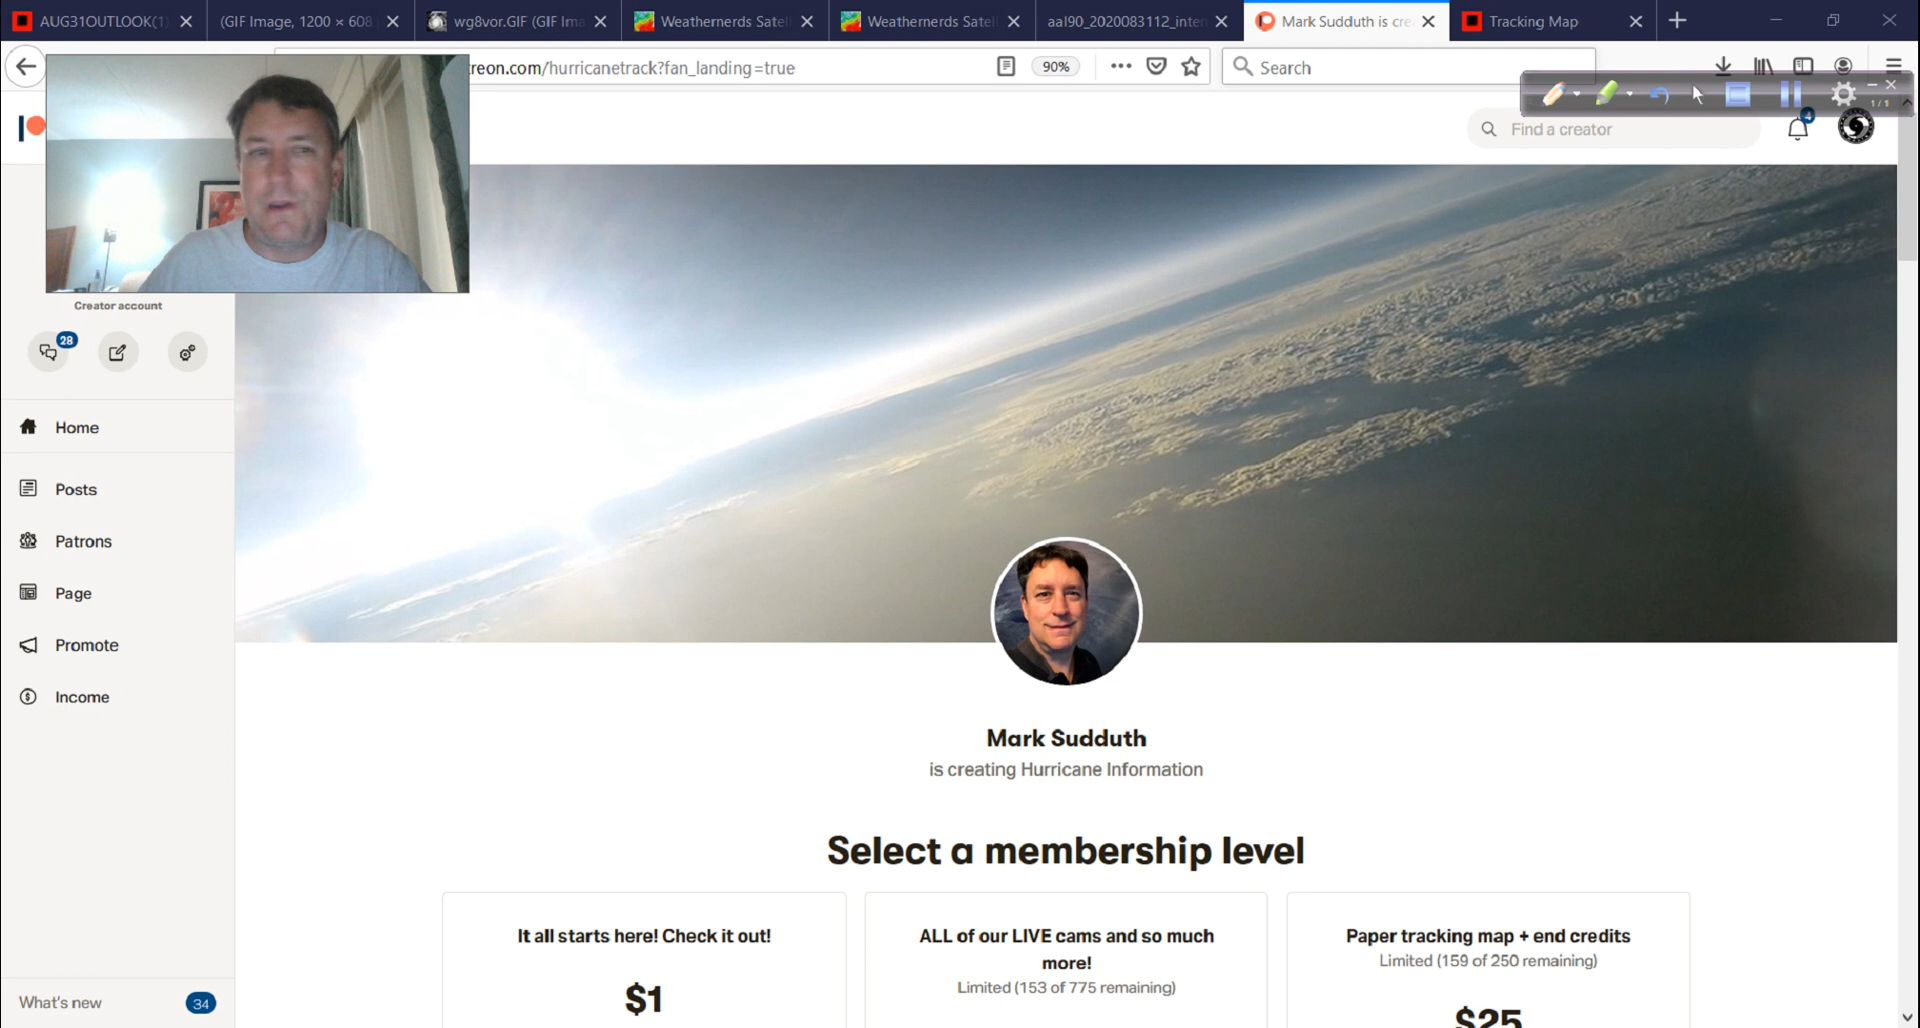 AUG31OUTLOOK(1)
(GIF Image, 1200 × 608
wg8vor.GIF (GIF Ima
Weathernerds Satel
Weathernerds Satel
aal90_2020083112_inten
Mark Sudduth is cre
Tracking Map
reon.com/hurricanetrack?fan_landing=true
90%
Search
1 / 1
Find a creator
4
Creator account
28
Home
Posts
Patrons
Page
Promote
Income
What's new
34
Mark Sudduth
is creating Hurricane Information
Select a membership level
It all starts here! Check it out!
$1
ALL of our LIVE cams and so much
more!
Limited (153 of 775 remaining)
Paper tracking map + end credits
Limited (159 of 250 remaining)
$25